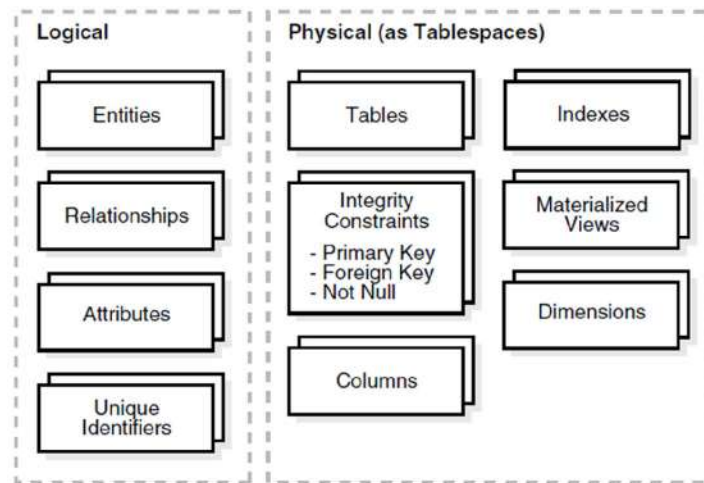 Logical
Entities
Relationships
Attributes
Unique
Identifiers
Physical (as Tablespaces)
Tables
Integrity
Constraints
- Primary Key
- Foreign Key
- Not Null
Columns
Indexes
Materialized
Views
Dimensions